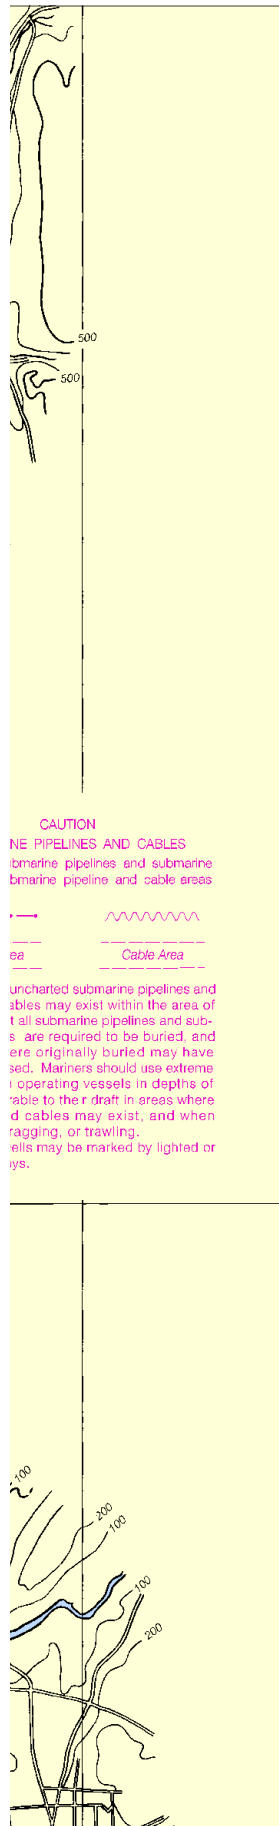 500
500
CAUTION
NE PIPELINES AND CABLES
ubmarine pipelines and submarine
bmarine pipeline and cable areas
ea
Cable Area
uncharted submarine pipelines and
ables may exist within the area of
t all submarine pipelines and sub-
s are required to be buried, and
ere originally buried may have
sed. Mariners should use extreme
operating vessels in depths of
rable to their draft in areas where
d cables may exist, and when
ragging, or trawling.
ells may be marked by lighted or
ys.
100
200
100
100
200